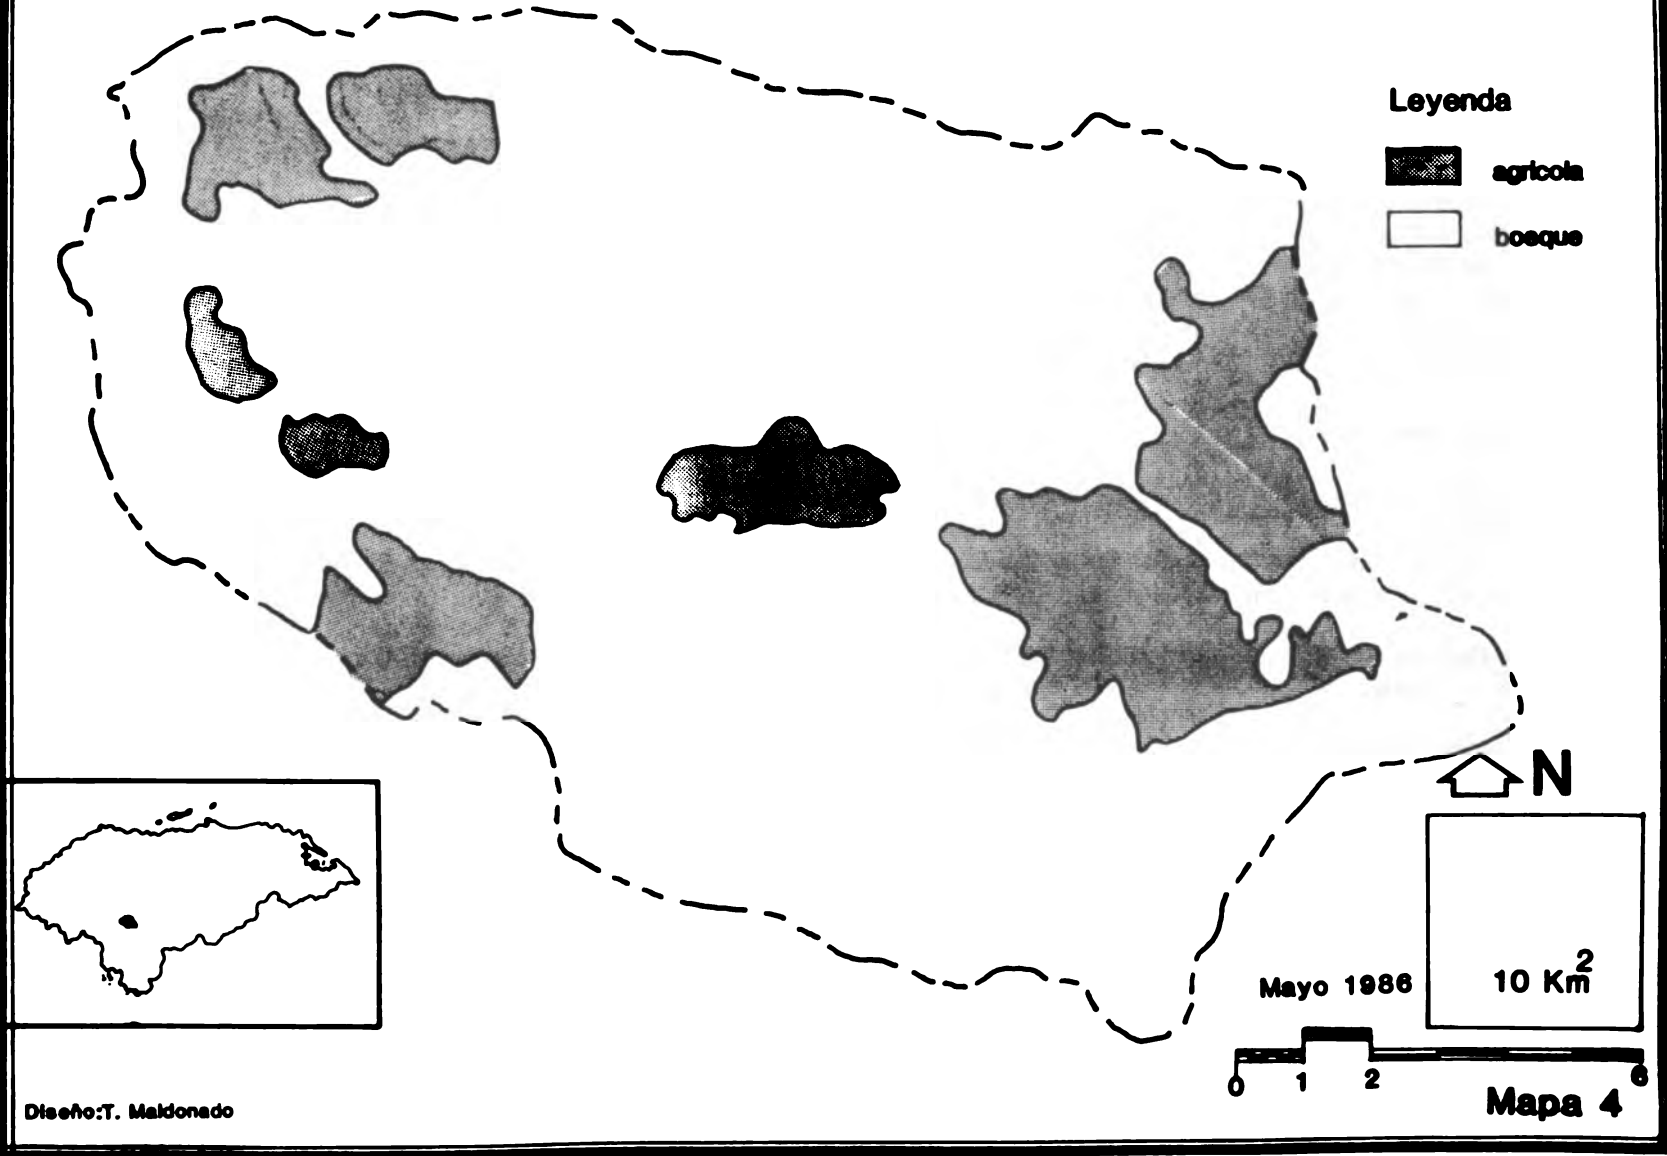 Leyenda
agricola
bosque
N
10 Km²
Mayo 1986
0 1 2 6
Mapa 4
Diseño:T. Maldonado